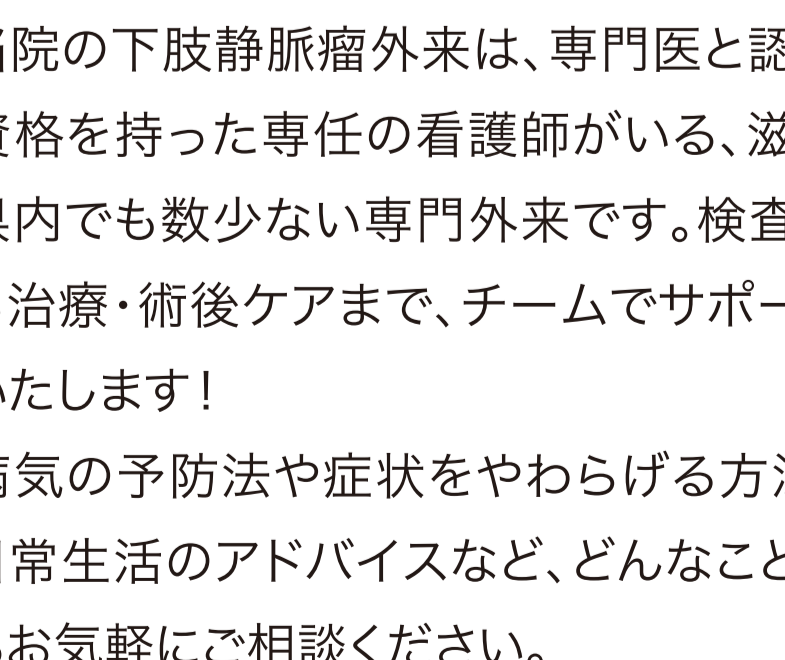 当院の下肢静脈瘤外来は、専門医と認
資格を持った専任の看護師がいる、滋
県内でも数少ない専門外来です。検査
治療・術後ケアまで、チームでサポー
いたします！
病気の予防法や症状をやわらげる方法
日常生活のアドバイスなど、どんなこと
もお気軽にご相談ください。